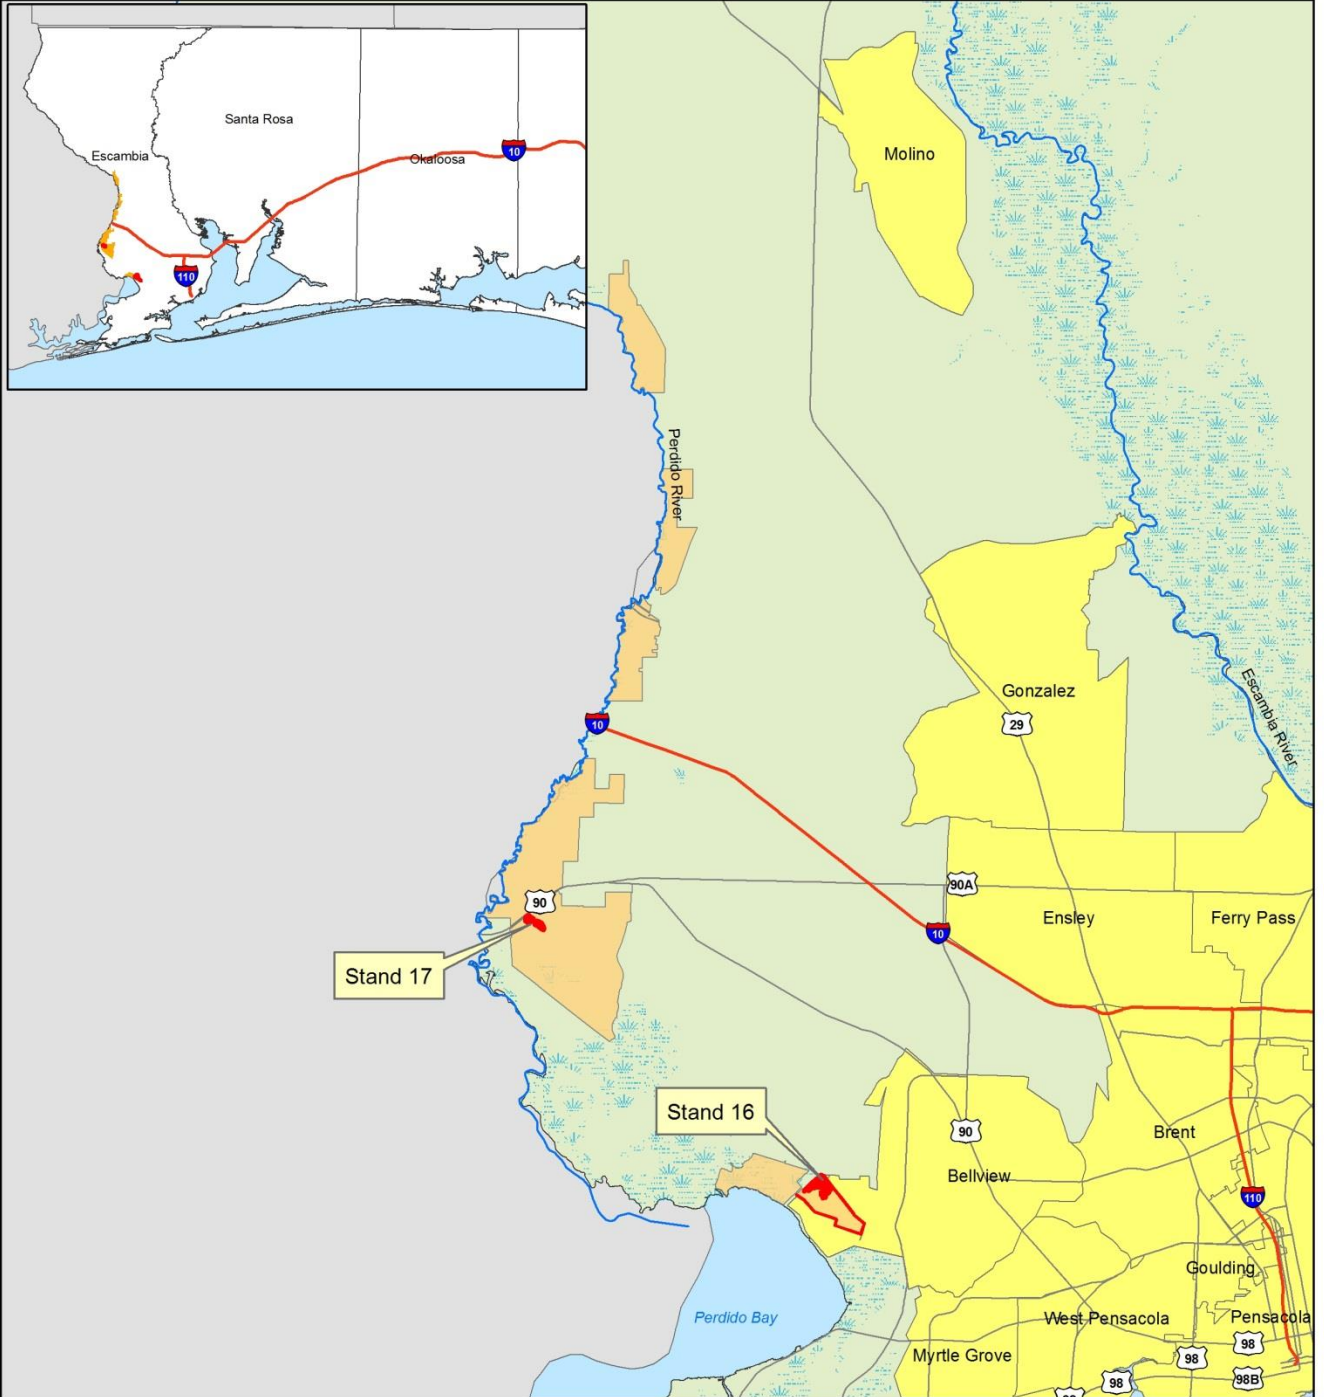 Santa Rosa
Escambia
Okaloosa
10
110
Molino
Perdido River
Gonzalez
29
Escambia River
10
90A
90
Ensley
Ferry Pass
10
Stand 17
Stand 16
90
Brent
Bellview
110
Goulding
Perdido Bay
West Pensacola
Pensacola
98
Myrtle Grove
98
98
98B